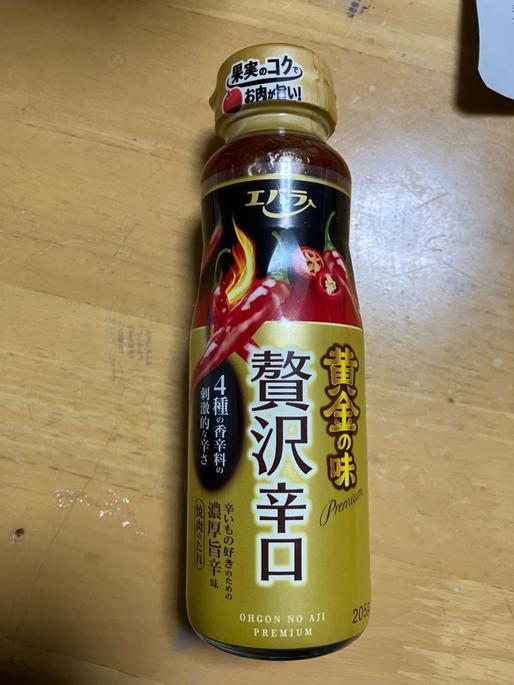 果実のコクで
お肉が旨い!
エバラ
黄金の味
Premium
贅沢辛口
4種の香辛料の
刺激的な辛さ
辛いもの好きのための
濃厚旨辛味
焼肉のたれ
OHGON NO AJI
PREMIUM
205g